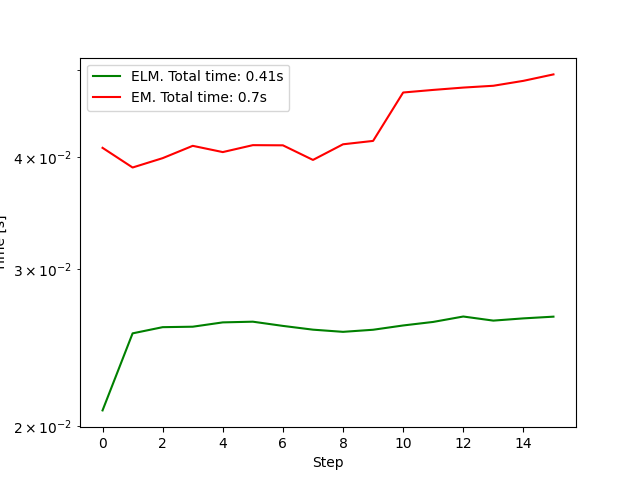 ELM. Total time: 0.41s
EM. Total time: 0.7s
4 × 10⁻²
3 × 10⁻²
2 × 10⁻²
0 2 4 6 8 10 12 14
Step